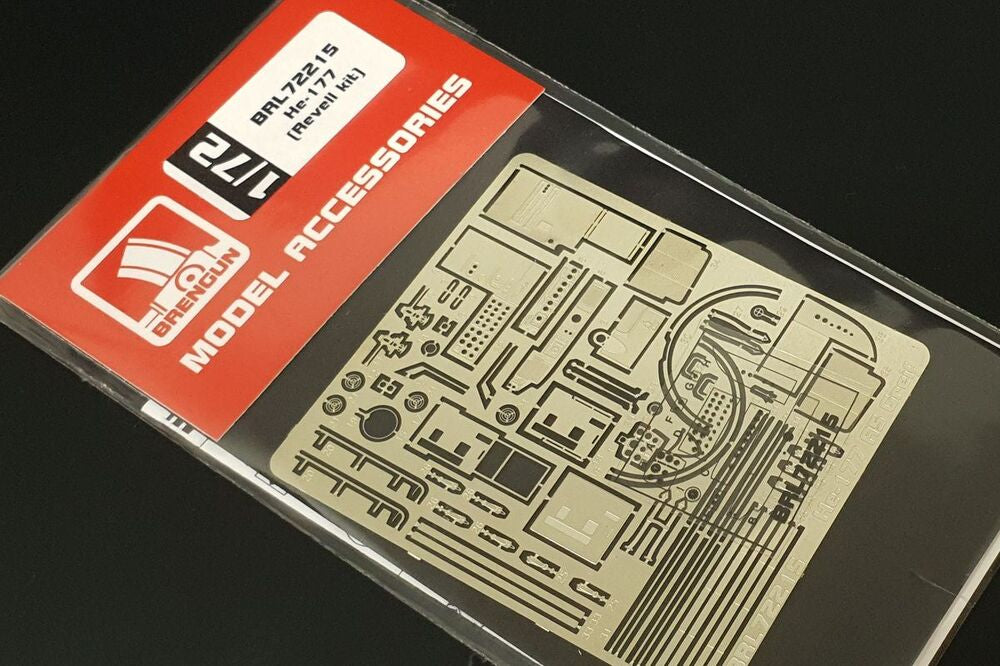 BRL72215
He-177
(Revell kit)
1/72
BRENGUN
MODEL ACCESSORIES
BRL72215
BRL72215